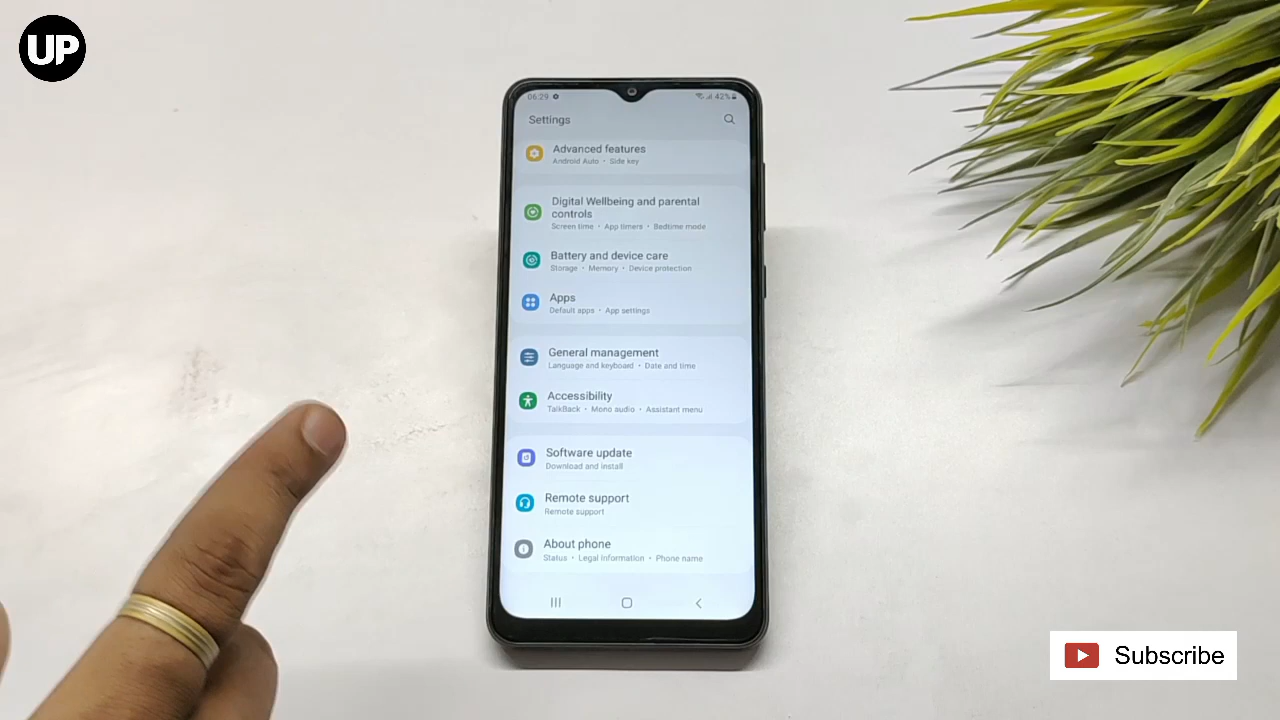 UP
06:29
42%
Settings
Advanced features
Android Auto • Side key
Digital Wellbeing and parental
controls
Screen time • App timers • Bedtime mode
Battery and device care
Storage • Memory • Device protection
Apps
Default apps • App settings
General management
Language and keyboard • Date and time
Accessibility
TalkBack • Mono audio • Assistant menu
Software update
Download and install
Remote support
Remote support
About phone
Status • Legal information • Phone name
Subscribe